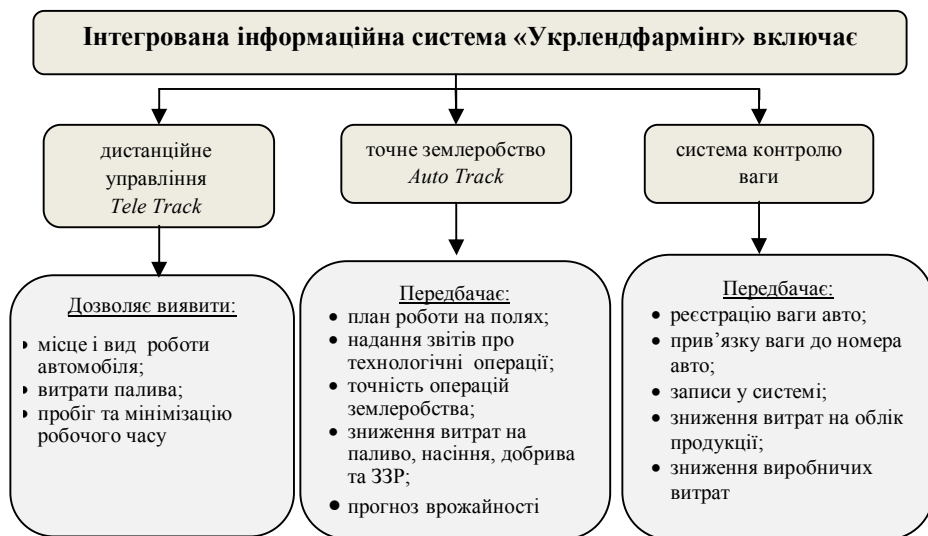 Інтегрована інформаційна система «Укрлендфармінг» включає
дистанційне
управління
Tele Track
точне землеробство
Auto Track
система контролю
ваги
Дозволяє виявити:
• місце і вид роботи
автомобіля;
• витрати палива;
• пробіг та мінімізацію
робочого часу
Передбачає:
• план роботи на полях;
• надання звітів про
технологічні операції;
• точність операцій
землеробства;
• зниження витрат на
паливо, насіння, добрива
та ЗЗР;
• прогноз врожайності
Передбачає:
• реєстрацію ваги авто;
• прив’язку ваги до номера
авто;
• записи у системі;
• зниження витрат на облік
продукції;
• зниження виробничих
витрат